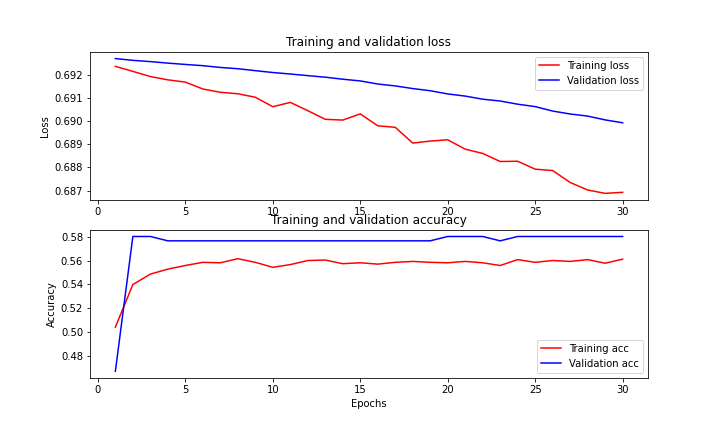 Training and validation loss
0.692
0.691
0.690
0.689
0.688
0.687
Loss
Training loss
Validation loss
0 5 10 15 20 25 30
Training and validation accuracy
0.58
0.56
0.54
0.52
0.50
0.48
Accuracy
Training acc
Validation acc
0 5 10 15 20 25 30
Epochs